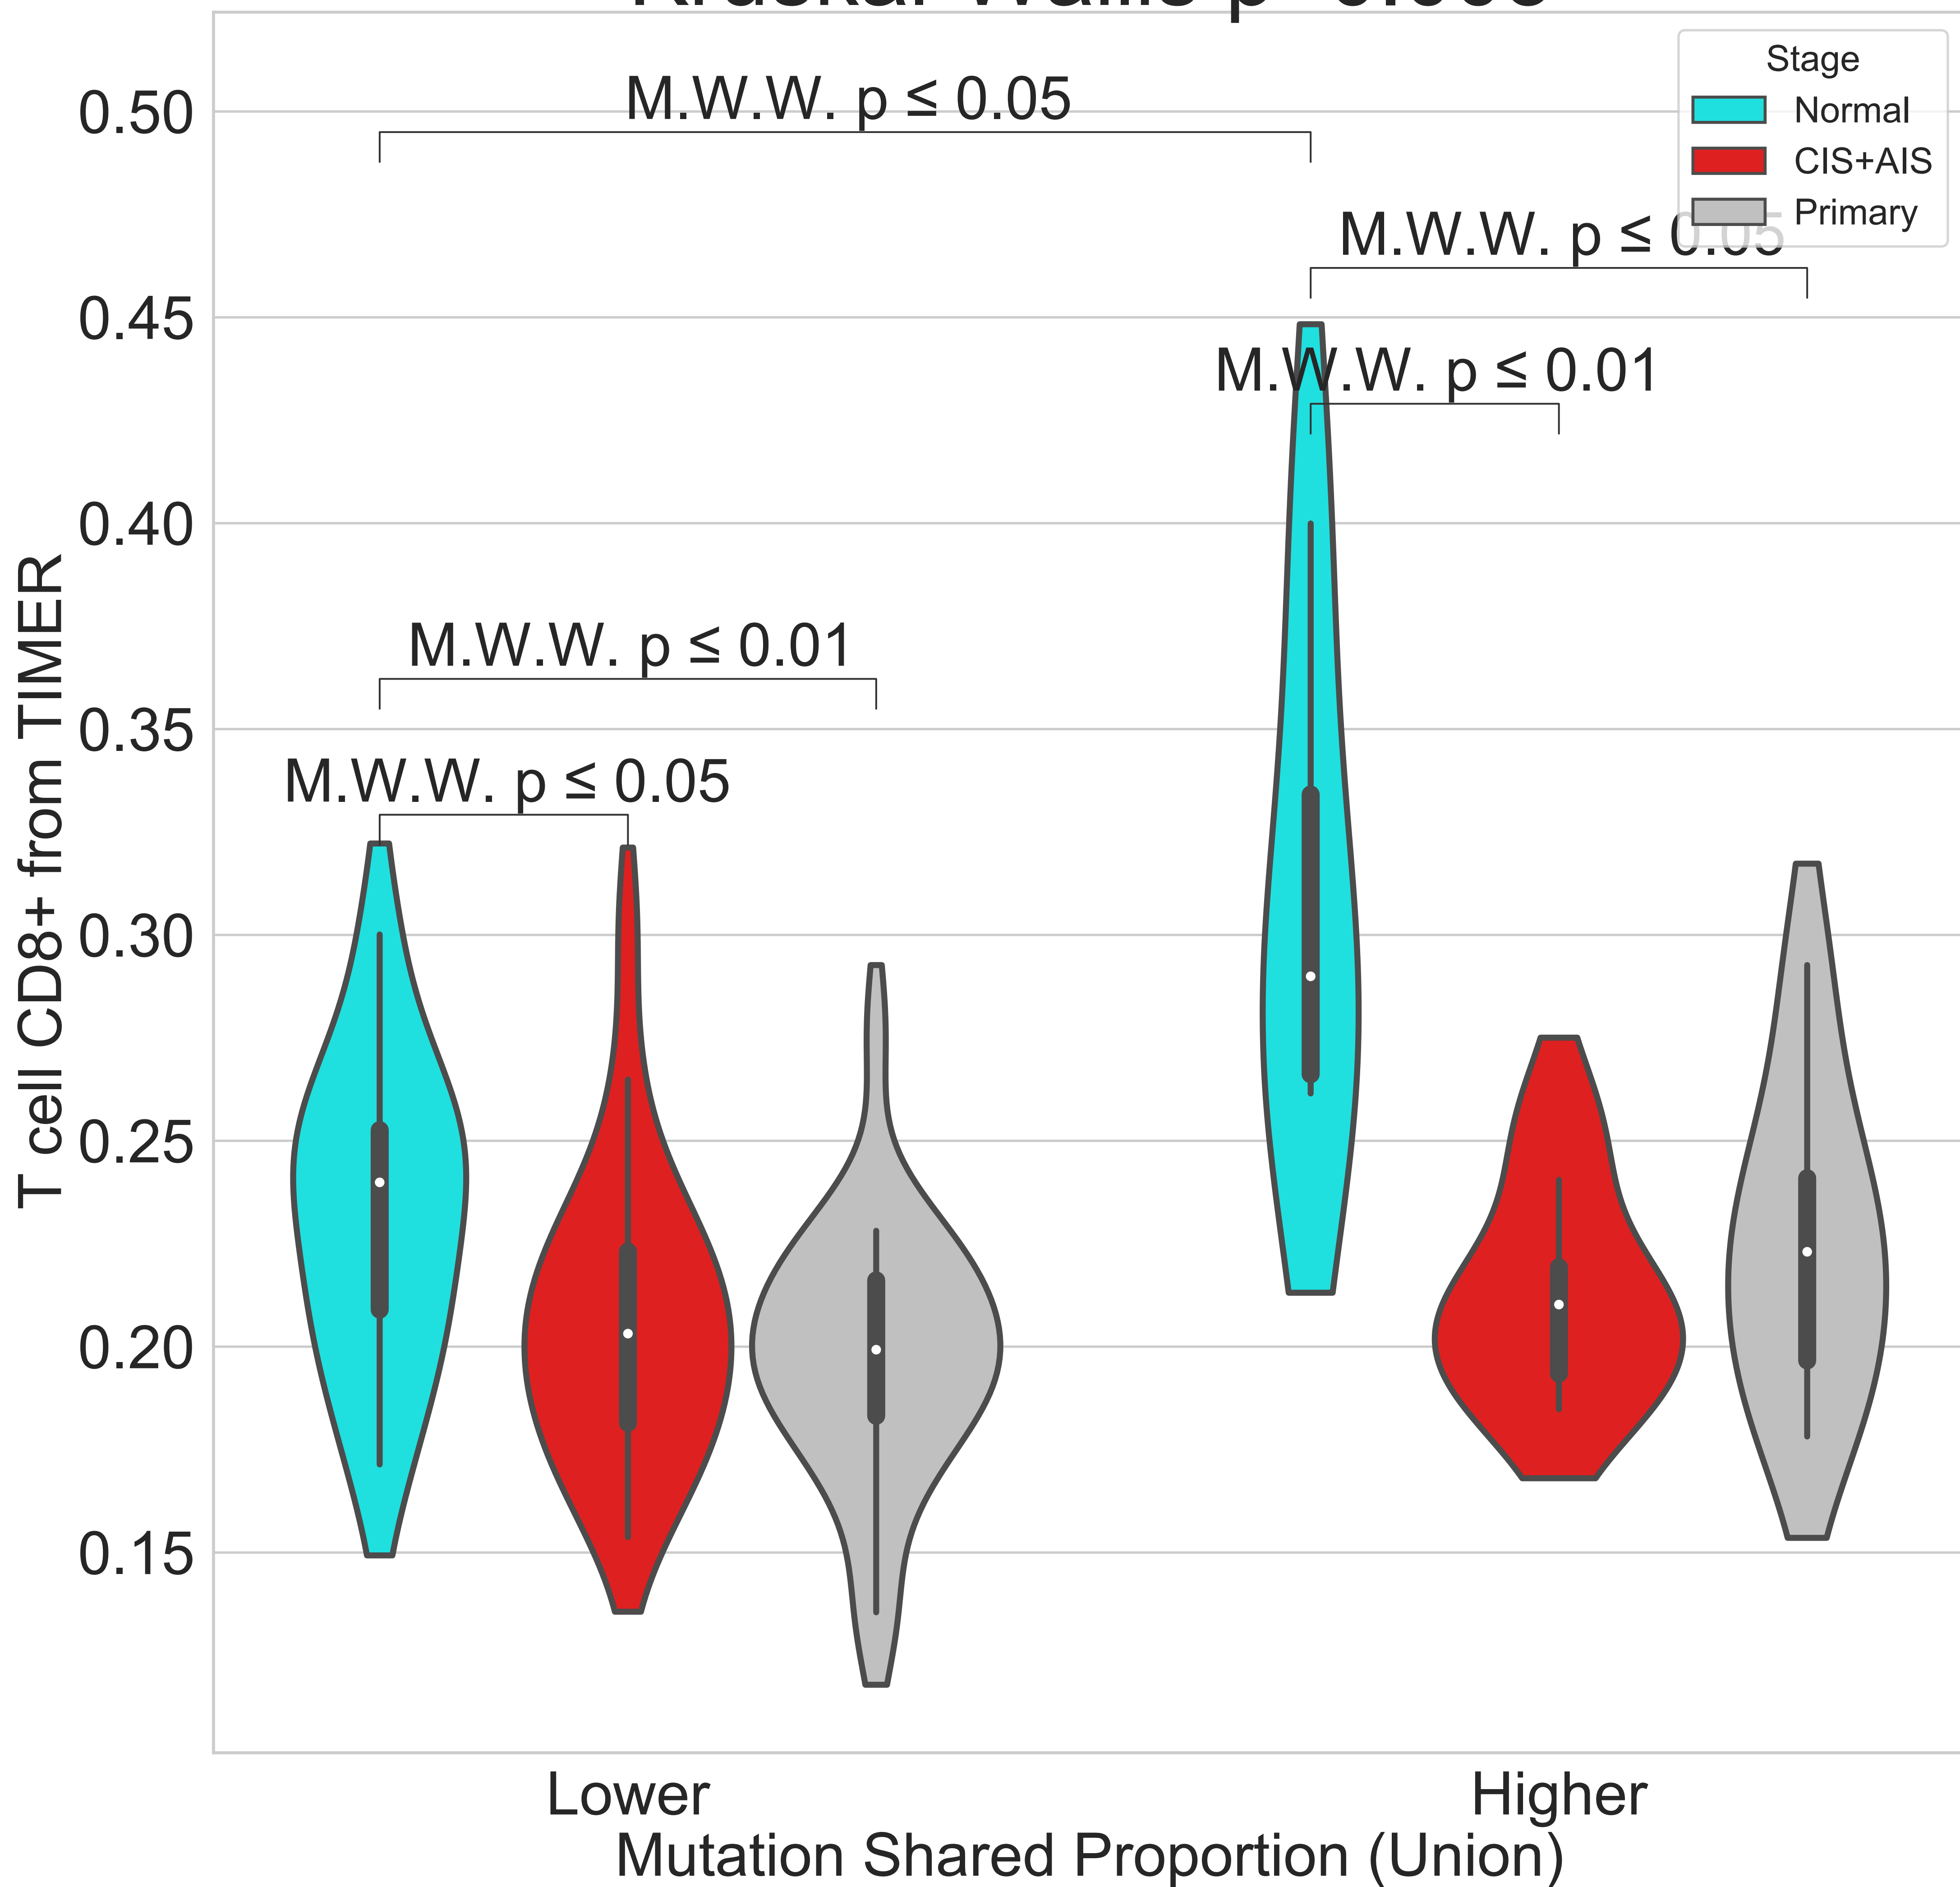 M.W.W. p ≤ 0.05
Stage
Normal
CIS+AIS
Primary
M.W.W. p ≤ 0.05
M.W.W. p ≤ 0.01
M.W.W. p ≤ 0.01
M.W.W. p ≤ 0.05
0.50
0.45
0.40
0.35
0.30
0.25
0.20
0.15
T cell CD8+ from TIMER
Lower
Higher
Mutation Shared Proportion (Union)